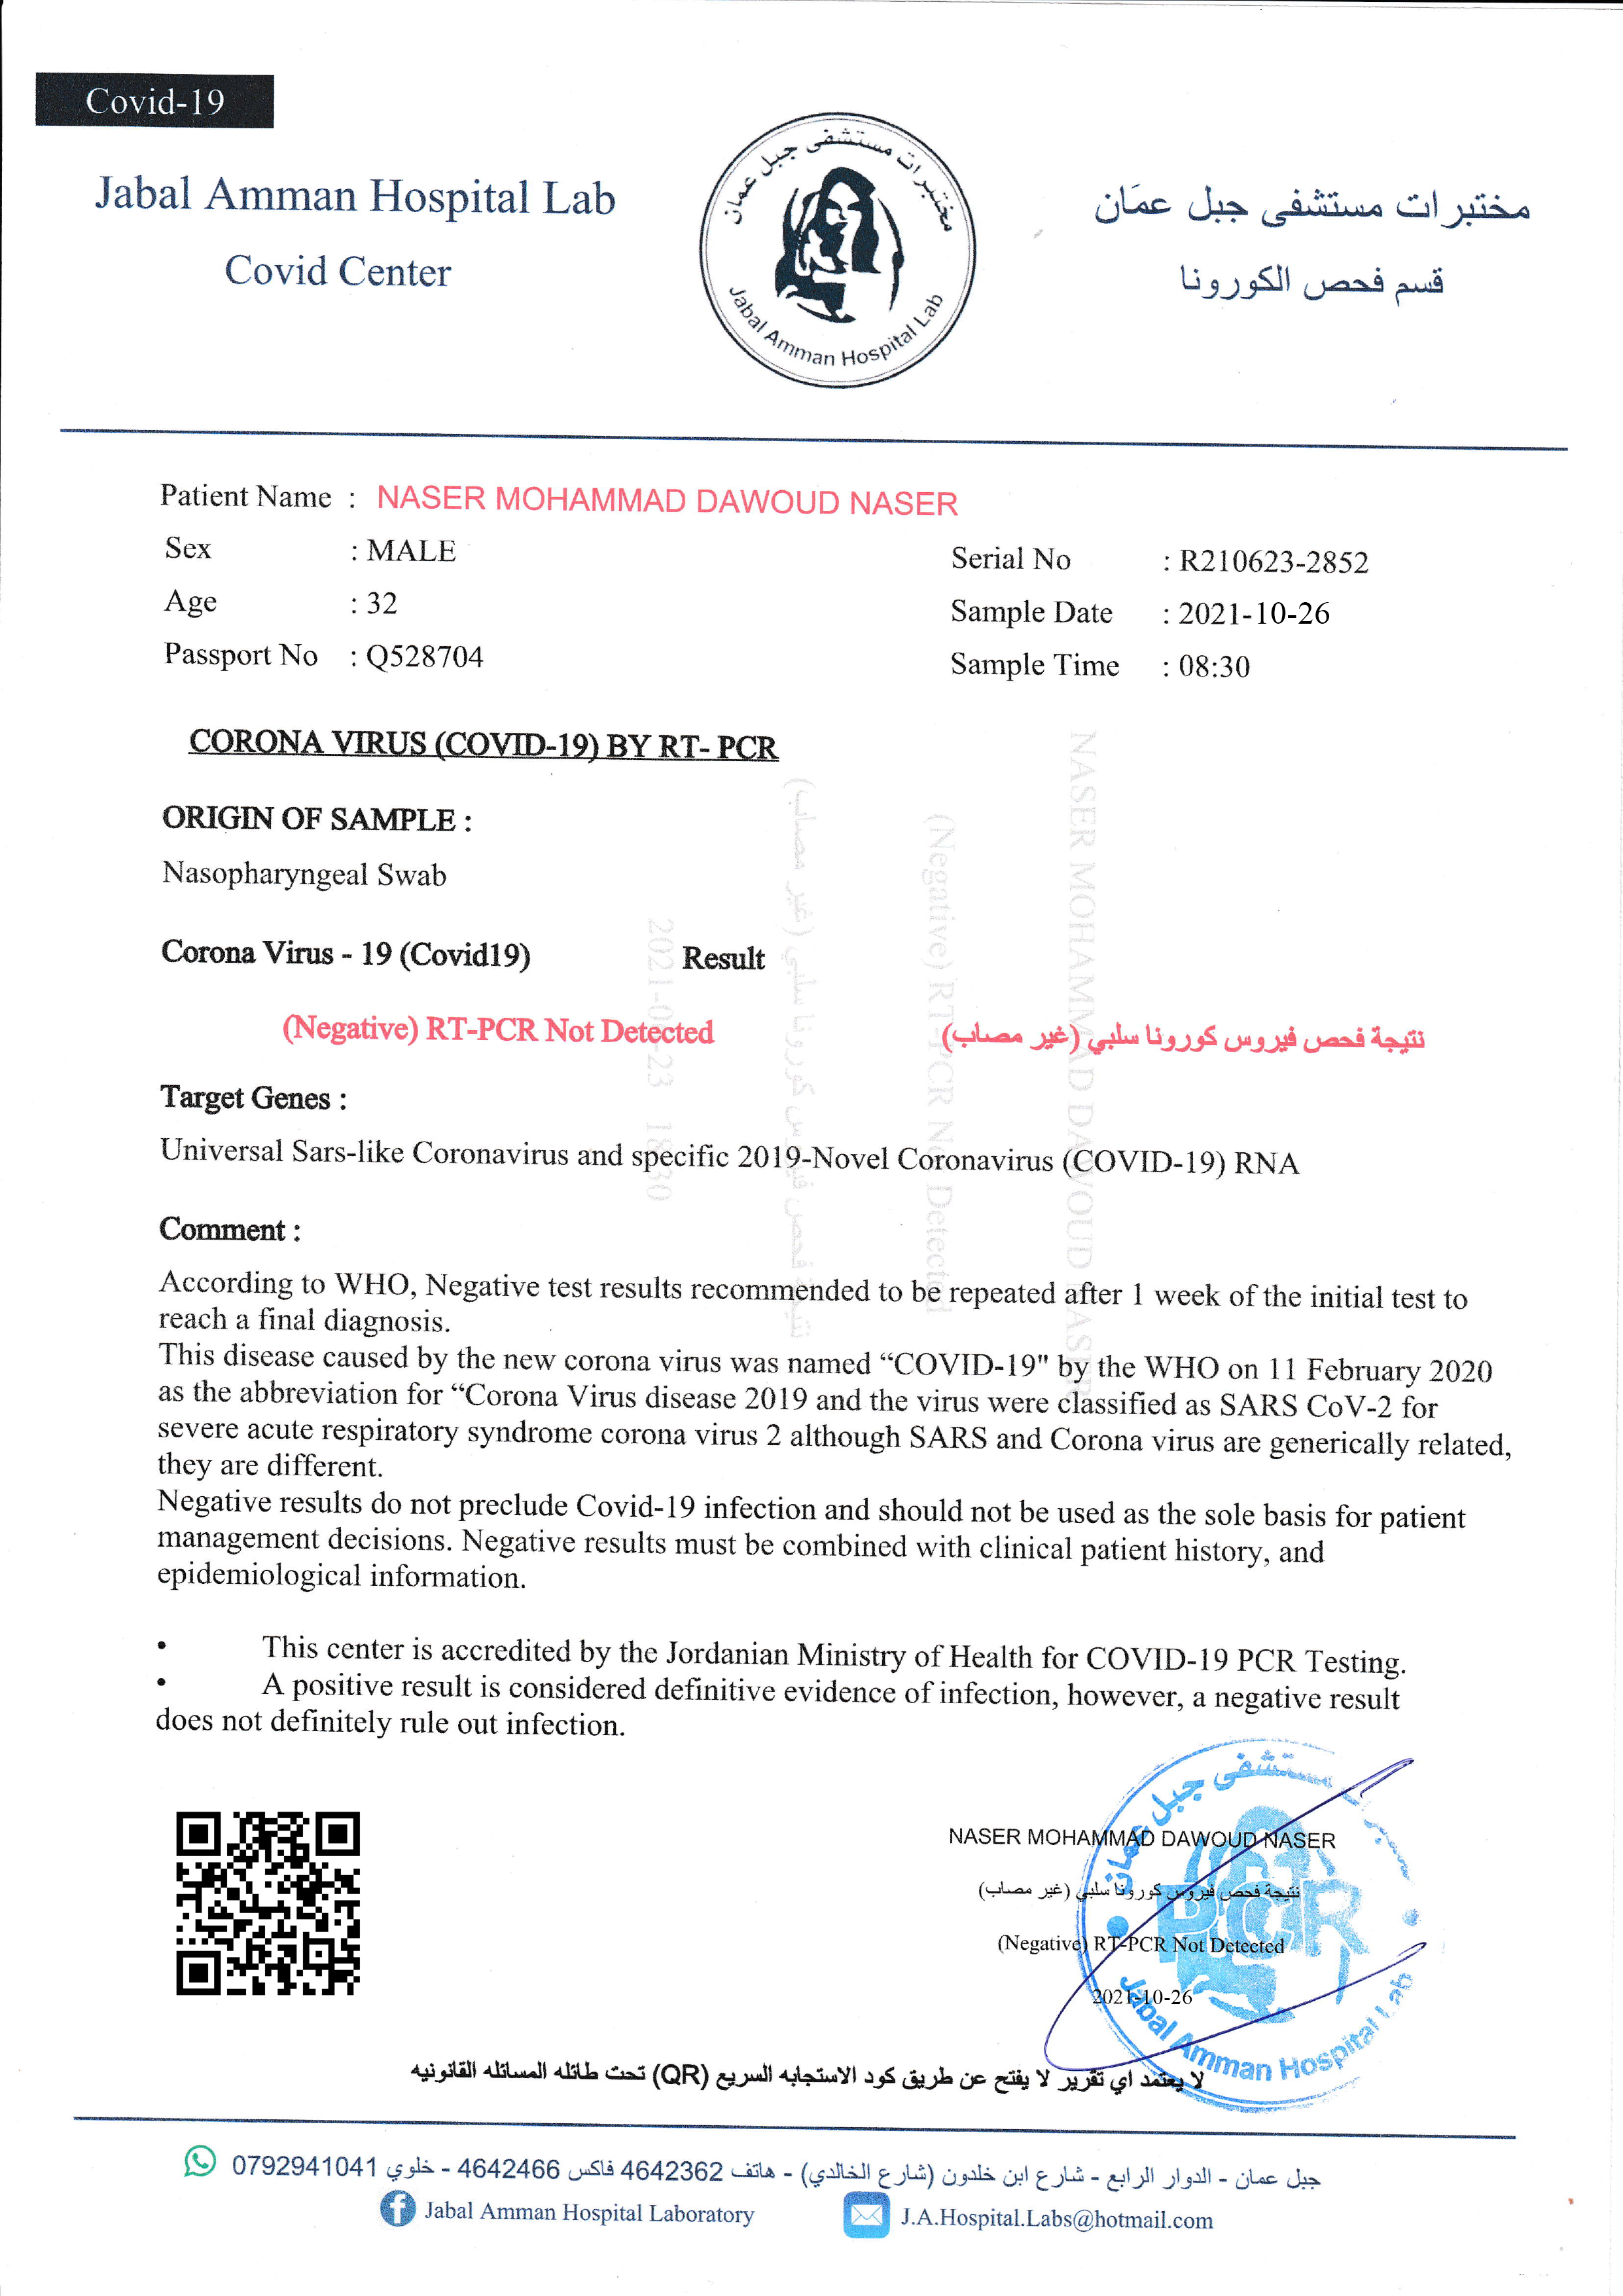 Covid-19
Jabal Amman Hospital Lab
Covid Center
مختبرات مستشفى جبل عمان
Jabal Amman Hospital Lab
مختبرات مستشفى جبل عمَان
قسم فحص الكورونا
Patient Name : NASER MOHAMMAD DAWOUD NASER
Sex : MALE
Age : 32
Passport No : Q528704
Serial No : R210623-2852
Sample Date : 2021-10-26
Sample Time : 08:30
CORONA VIRUS (COVID-19) BY RT- PCR
ORIGIN OF SAMPLE :
Nasopharyngeal Swab
Corona Virus - 19 (Covid19) Result
(Negative) RT-PCR Not Detected
نتيجة فحص فيروس كورونا سلبي (غير مصاب)
Target Genes :
Universal Sars-like Coronavirus and specific 2019-Novel Coronavirus (COVID-19) RNA
Comment :
According to WHO, Negative test results recommended to be repeated after 1 week of the initial test to
reach a final diagnosis.
This disease caused by the new corona virus was named “COVID-19" by the WHO on 11 February 2020
as the abbreviation for “Corona Virus disease 2019 and the virus were classified as SARS CoV-2 for
severe acute respiratory syndrome corona virus 2 although SARS and Corona virus are generically related,
they are different.
Negative results do not preclude Covid-19 infection and should not be used as the sole basis for patient
management decisions. Negative results must be combined with clinical patient history, and
epidemiological information.
• This center is accredited by the Jordanian Ministry of Health for COVID-19 PCR Testing.
• A positive result is considered definitive evidence of infection, however, a negative result
does not definitely rule out infection.
NASER MOHAMMAD DAWOUD NASER
(Negative) RT-PCR Not Detected
نتيجة فحص فيروس كورونا سلبي (غير مصاب)
NASER MOHAMMAD DAWOUD NASER
نتيجة فحص فيروس كورونا سلبي (غير مصاب)
(Negative) RT-PCR Not Detected
2021-10-26
PCR
Jabal Amman Hospital Lab
لا يعتمد اي تقرير لا يفتح عن طريق كود الاستجابه السريع (QR) تحت طائله المسائله القانونيه
جبل عمان - الدوار الرابع - شارع ابن خلدون (شارع الخالدي) - هاتف 4642362 فاكس 4642466 - خلوي 0792941041
Jabal Amman Hospital Laboratory
J.A.Hospital.Labs@hotmail.com